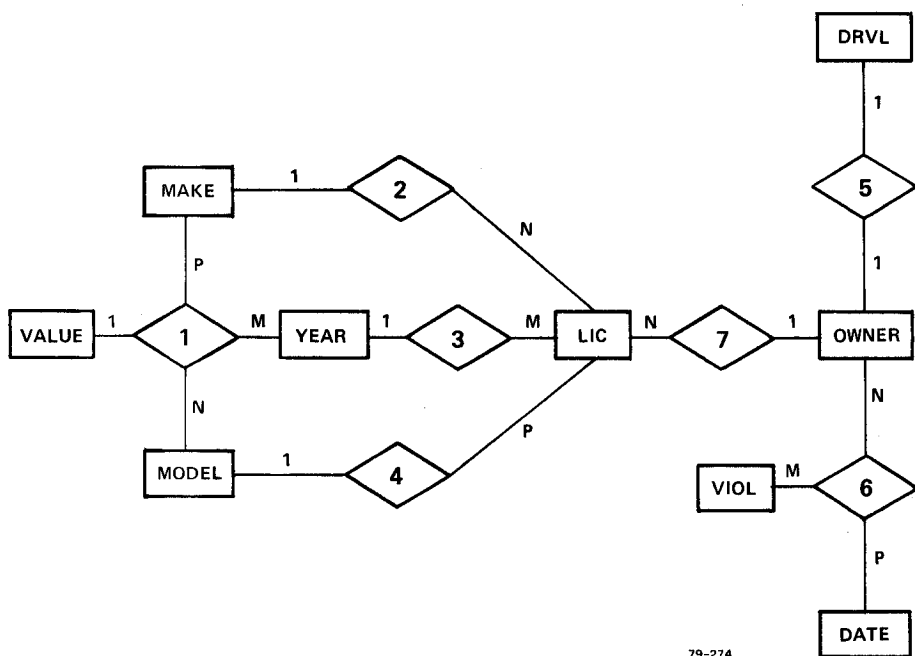 DRVL
1
5
1
MAKE
1
2
N
P
VALUE
1
1
M
YEAR
1
3
M
LIC
N
7
1
OWNER
N
MODEL
1
4
P
N
VIOL
M
6
P
DATE
79-274